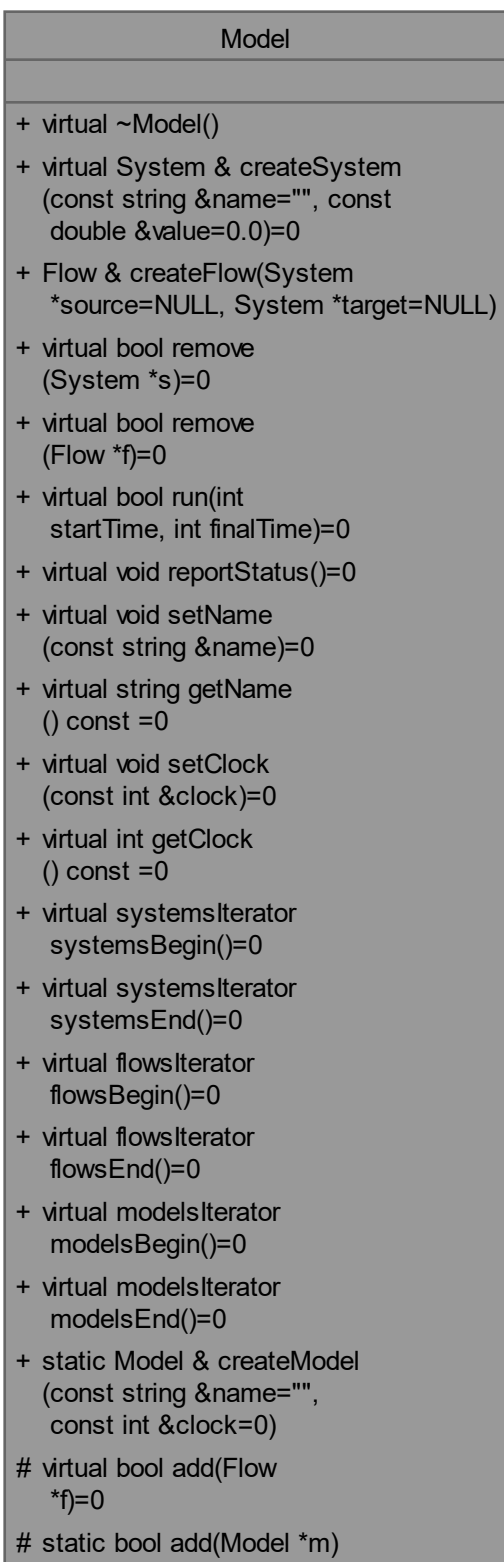 Model
+ virtual ~Model()
+ virtual System & createSystem
(const string &name="", const
double &value=0.0)=0
+ Flow & createFlow(System
*source=NULL, System *target=NULL)
+ virtual bool remove
(System *s)=0
+ virtual bool remove
(Flow *f)=0
+ virtual bool run(int
startTime, int finalTime)=0
+ virtual void reportStatus()=0
+ virtual void setName
(const string &name)=0
+ virtual string getName
() const =0
+ virtual void setClock
(const int &clock)=0
+ virtual int getClock
() const =0
+ virtual systemsIterator
systemsBegin()=0
+ virtual systemsIterator
systemsEnd()=0
+ virtual flowsIterator
flowsBegin()=0
+ virtual flowsIterator
flowsEnd()=0
+ virtual modelsIterator
modelsBegin()=0
+ virtual modelsIterator
modelsEnd()=0
+ static Model & createModel
(const string &name="",
const int &clock=0)
# virtual bool add(Flow
*f)=0
# static bool add(Model *m)